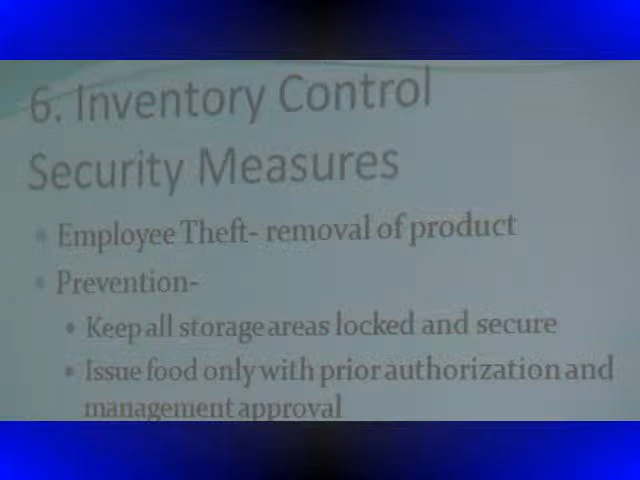 6. Inventory Control
Security Measures
Employee Theft- removal of product
Prevention-
Keep all storage areas locked and secure
Issue food only with prior authorization and
management approval